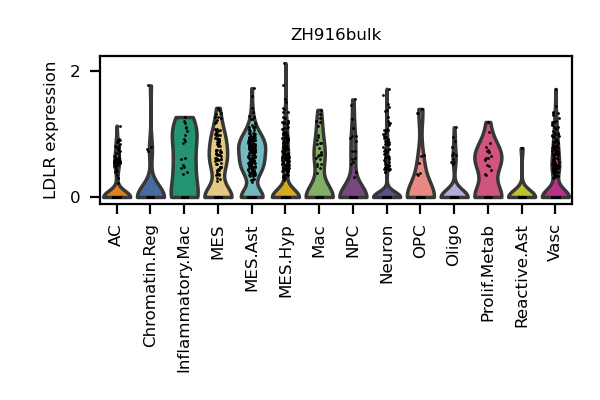 ZH916bulk
LDLR expression
2
0
AC
Chromatin.Reg
Inflammatory.Mac
MES
MES.Ast
MES.Hyp
Mac
NPC
Neuron
OPC
Oligo
Prolif.Metab
Reactive.Ast
Vasc